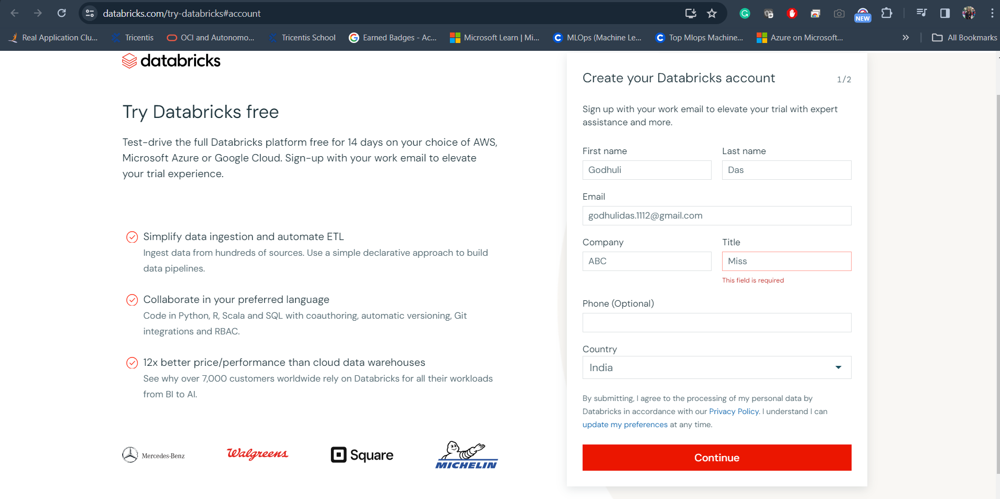 databricks.com/try-databricks#account
NEW
Real Application Clu...
Tricentis
OCI and Autonomo...
Tricentis School
Earned Badges - Ac...
Microsoft Learn | Mi...
MLOps (Machine Le...
Top Mlops Machine...
Azure on Microsoft...
»
All Bookmarks
databricks
Try Databricks free
Test-drive the full Databricks platform free for 14 days on your choice of AWS,
Microsoft Azure or Google Cloud. Sign-up with your work email to elevate
your trial experience.
Simplify data ingestion and automate ETL
Ingest data from hundreds of sources. Use a simple declarative approach to build
data pipelines.
Collaborate in your preferred language
Code in Python, R, Scala and SQL with coauthoring, automatic versioning, Git
integrations and RBAC.
12x better price/performance than cloud data warehouses
See why over 7,000 customers worldwide rely on Databricks for all their workloads
from BI to AI.
Mercedes-Benz
Walgreens
Square
MICHELIN
Create your Databricks account
1/2
Sign up with your work email to elevate your trial with expert
assistance and more.
First name
Last name
Godhuli
Das
Email
godhulidas.1112@gmail.com
Company
Title
ABC
Miss
This field is required
Phone (Optional)
Country
India
By submitting, I agree to the processing of my personal data by
Databricks in accordance with our Privacy Policy. I understand I can
update my preferences at any time.
Continue